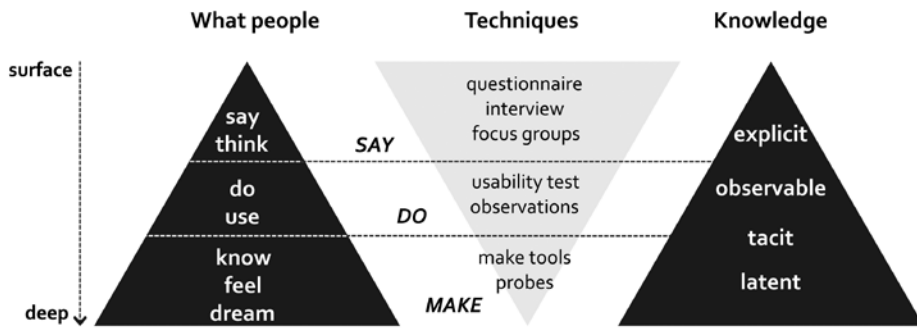 What people
Techniques
Knowledge
surface
say
think
SAY
questionnaire
interview
focus groups
explicit
do
use
DO
usability test
observations
observable
know
feel
dream
MAKE
make tools
probes
tacit
latent
deep